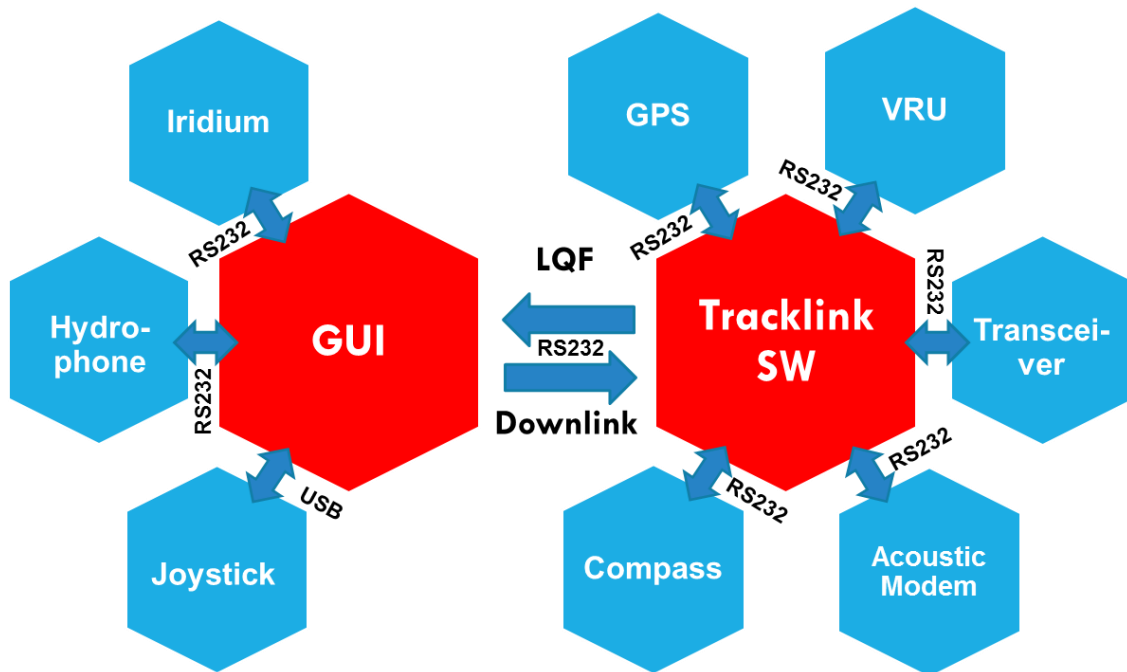 Iridium
RS232
Hydro-
phone
RS232
GUI
Joystick
USB
LQF
RS232
Downlink
GPS
RS232
VRU
RS232
Tracklink
SW
RS232
Transcei-
ver
Compass
RS232
Acoustic
Modem
RS232